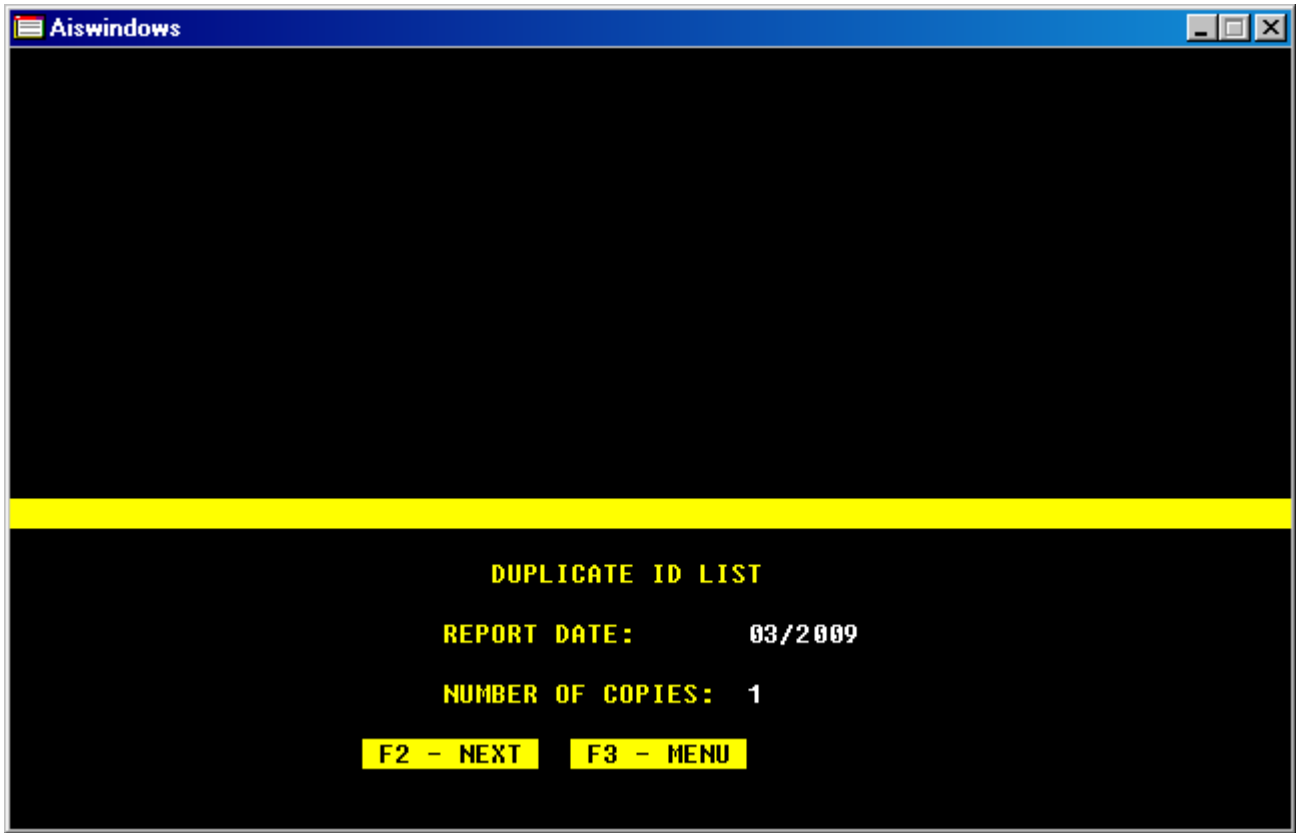 Aiswindows
DUPLICATE ID LIST
REPORT DATE: 03/2009
NUMBER OF COPIES: 1
F2 - NEXT F3 - MENU